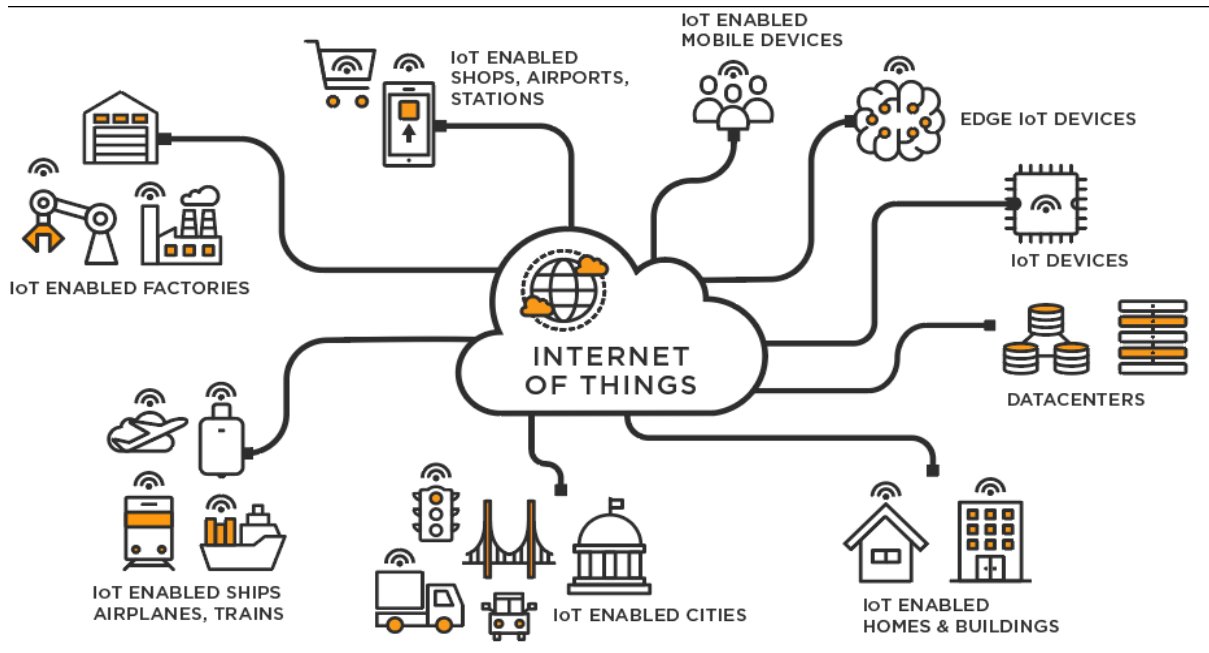 IoT ENABLED
MOBILE DEVICES
IoT ENABLED
SHOPS, AIRPORTS,
STATIONS
EDGE IoT DEVICES
IoT DEVICES
IoT ENABLED FACTORIES
INTERNET
OF THINGS
DATACENTERS
IoT ENABLED SHIPS
AIRPLANES, TRAINS
IoT ENABLED CITIES
IoT ENABLED
HOMES & BUILDINGS